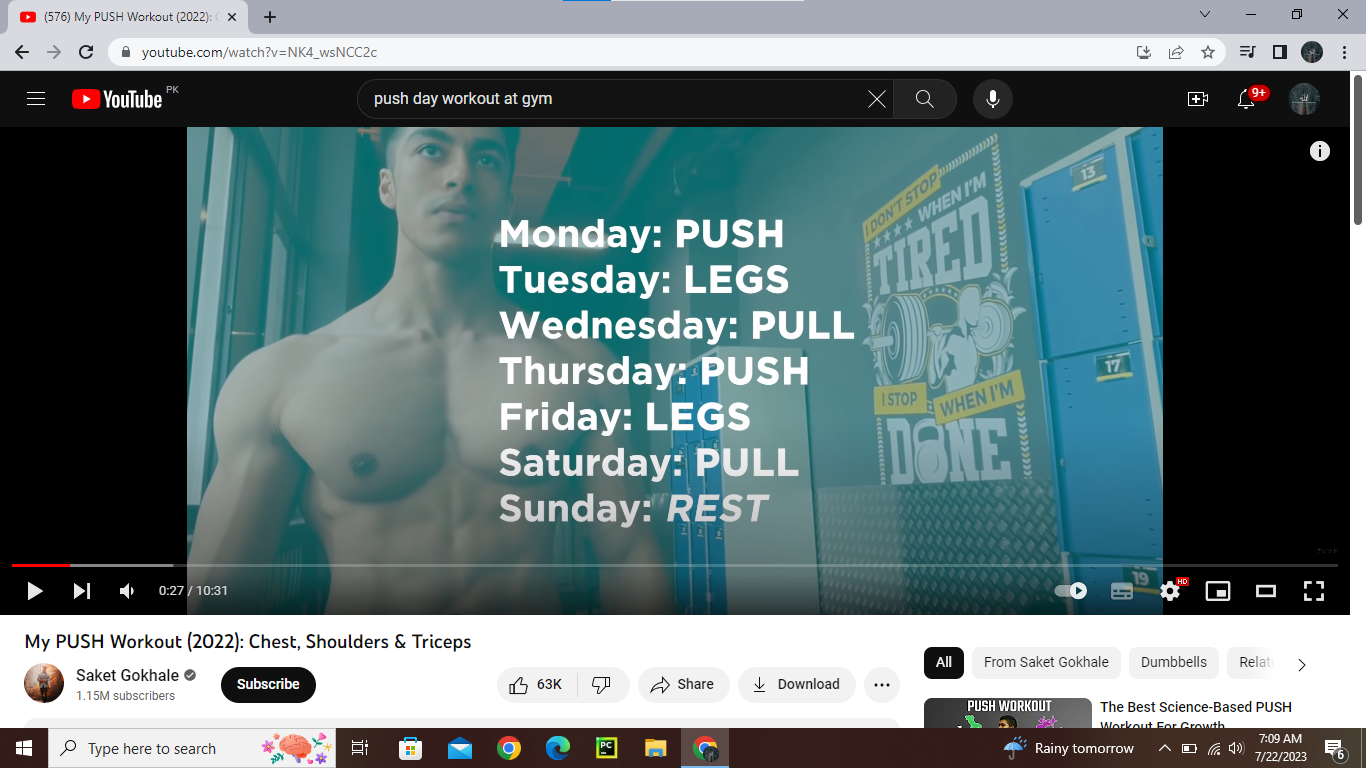 (576) My PUSH Workout (2022):
youtube.com/watch?v=NK4_wsNCC2c
YouTube PK
push day workout at gym
9+
Monday: PUSH
Tuesday: LEGS
Wednesday: PULL
Thursday: PUSH
Friday: LEGS
Saturday: PULL
Sunday: REST
I DON'T STOP
WHEN I'M
TIRED
I STOP
WHEN I'M
DONE
13
17
19
0:27 / 10:31
HD
My PUSH Workout (2022): Chest, Shoulders & Triceps
Saket Gokhale
1.15M subscribers
Subscribe
63K
Share
Download
All
From Saket Gokhale
Dumbbells
PUSH WORKOUT
The Best Science-Based PUSH
Workout For Growth
Type here to search
PC
Rainy tomorrow
7:09 AM
7/22/2023
6